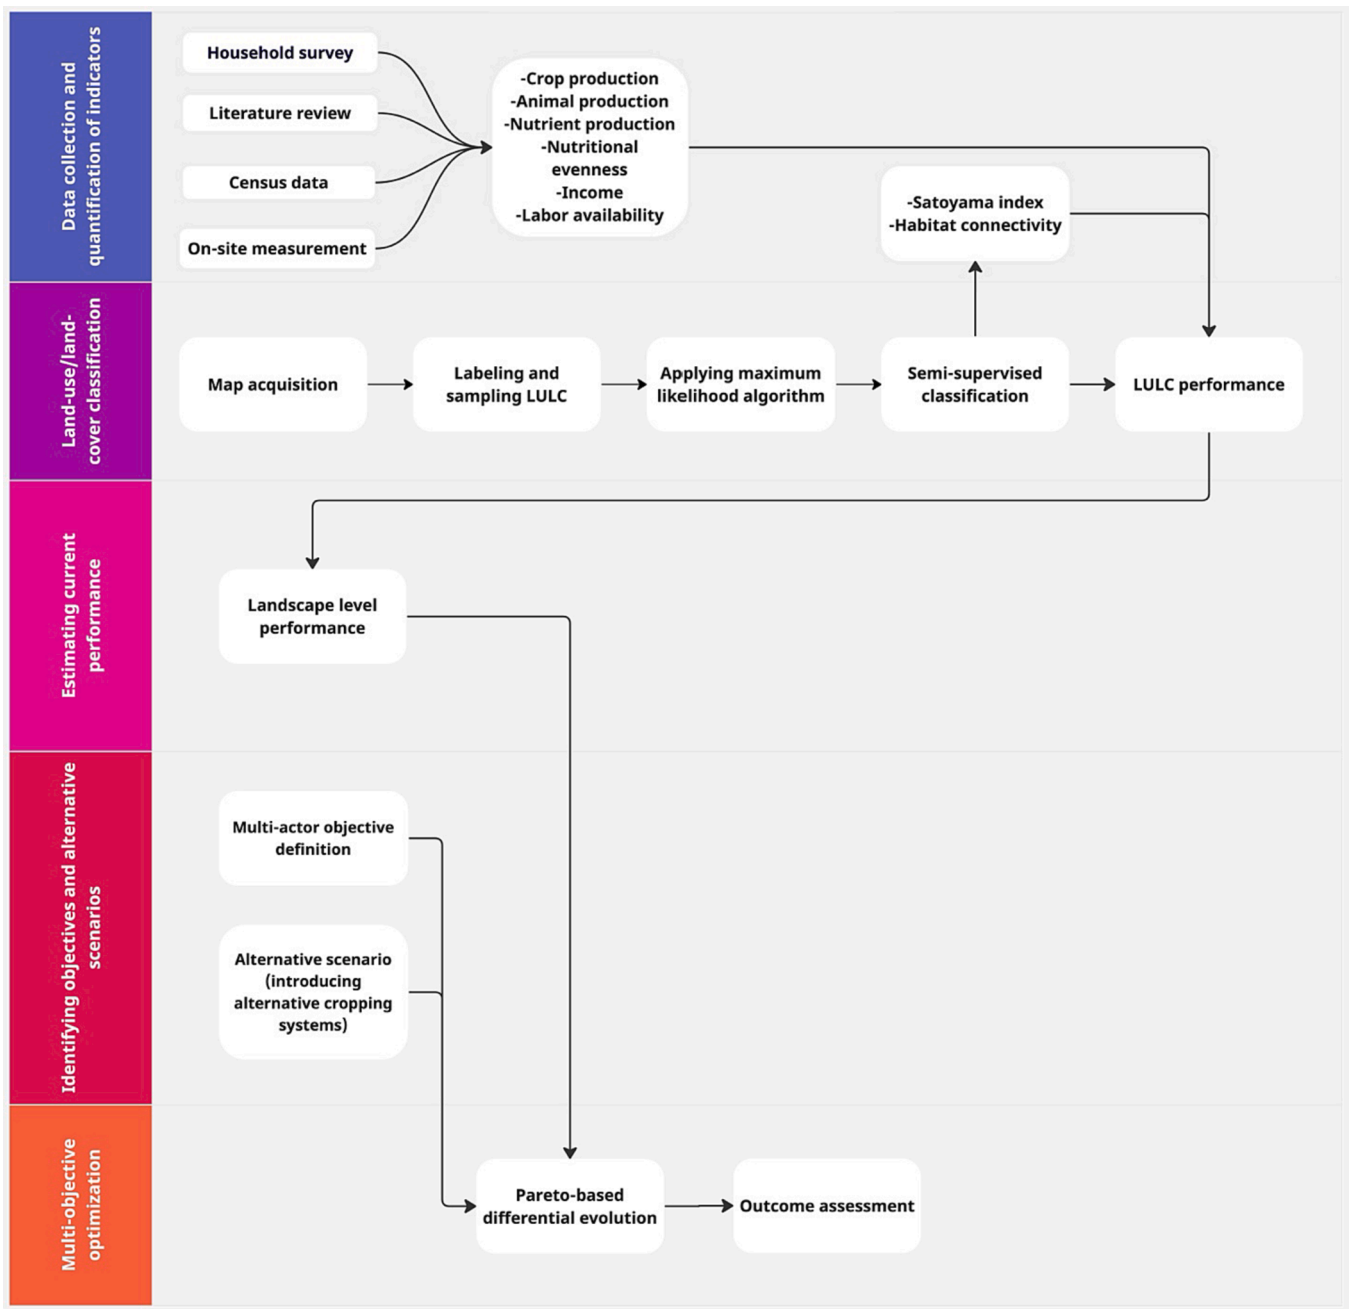 Data collection and
quantification of indicators
Household survey
Literature review
Census data
On-site measurement
-Crop production
-Animal production
-Nutrient production
-Nutritional
evenness
-Income
-Labor availability
-Satoyama index
-Habitat connectivity
Land-use/land-
cover classification
Map acquisition
Labeling and
sampling LULC
Applying maximum
likelihood algorithm
Semi-supervised
classification
LULC performance
Estimating current
performance
Landscape level
performance
Identifying objectives and alternative
scenarios
Multi-actor objective
definition
Alternative scenario
(introducing
alternative cropping
systems)
Multi-objective
optimization
Pareto-based
differential evolution
Outcome assessment